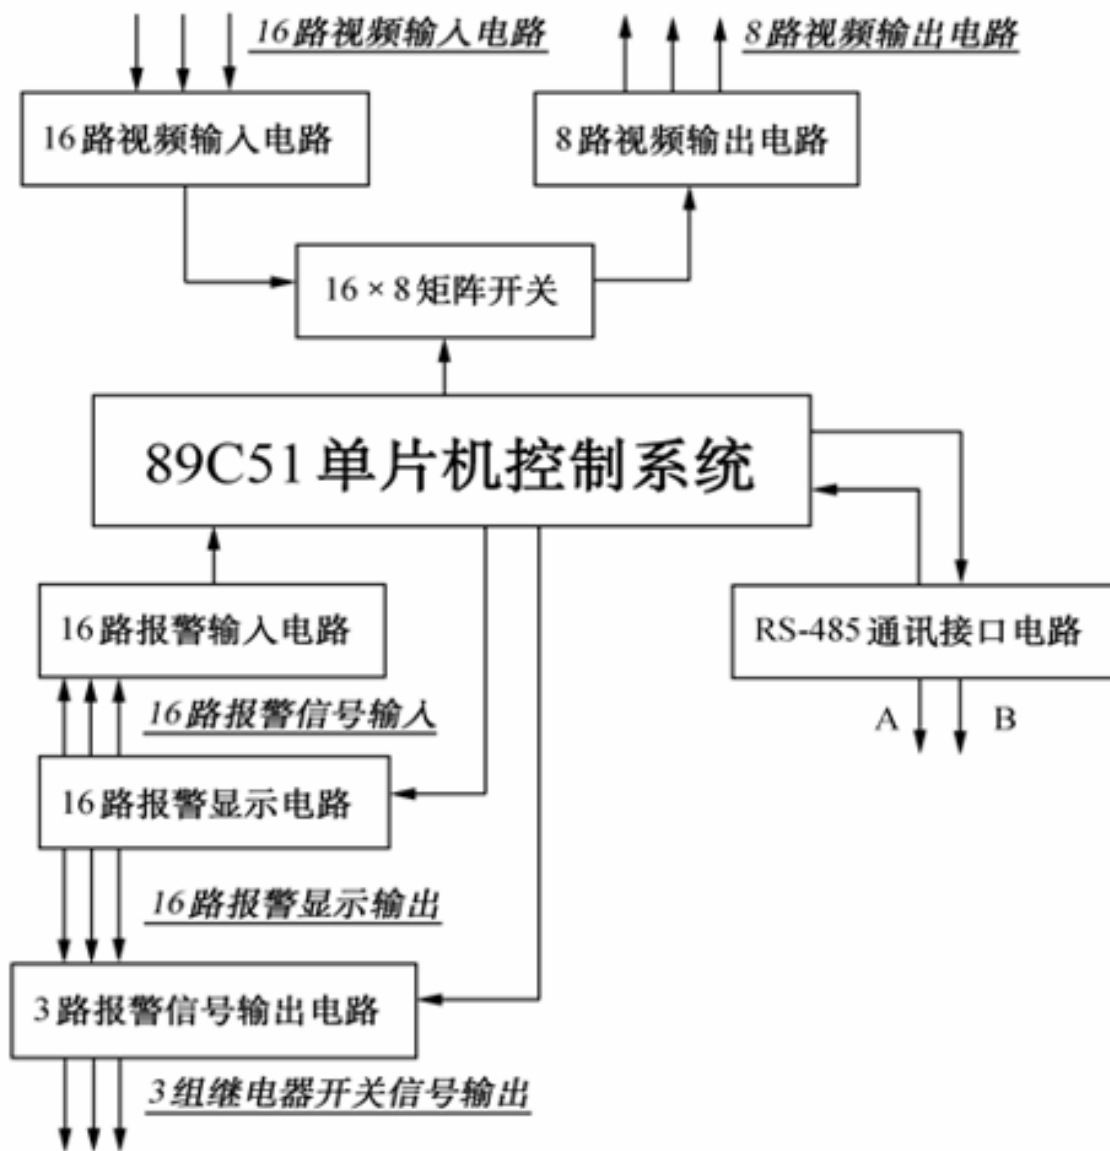 16路视频输入电路
8路视频输出电路
16路视频输入电路
8路视频输出电路
16×8矩阵开关
89C51单片机控制系统
16路报警输入电路
RS-485通讯接口电路
16路报警信号输入
A
B
16路报警显示电路
16路报警显示输出
3路报警信号输出电路
3组继电器开关信号输出